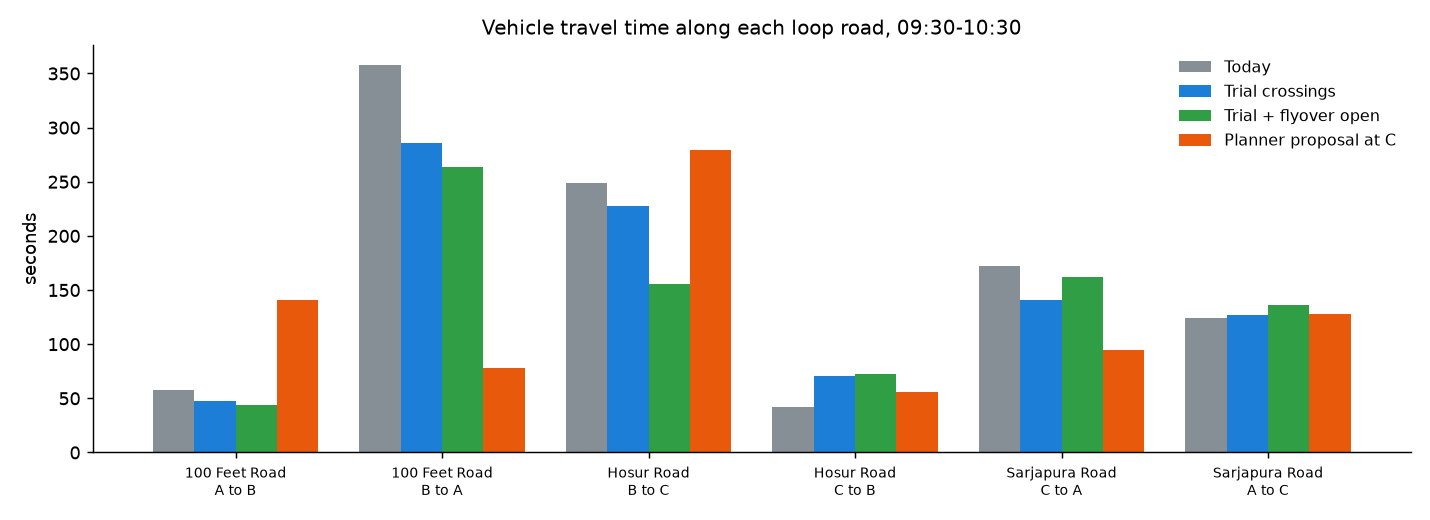 Vehicle travel time along each loop road, 09:30-10:30
Today
Trial crossings
Trial + flyover open
Planner proposal at C
seconds
350
300
250
200
150
100
50
0
100 Feet Road
A to B
100 Feet Road
B to A
Hosur Road
B to C
Hosur Road
C to B
Sarjapura Road
C to A
Sarjapura Road
A to C